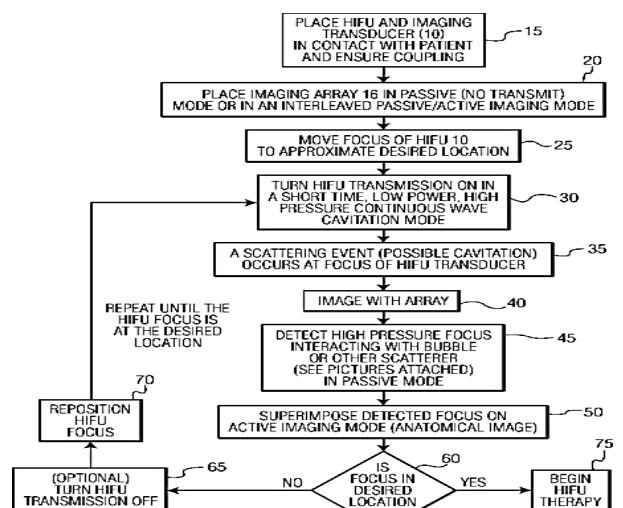 PLACE HIFU AND IMAGING
TRANSDUCER (10)
IN CONTACT WITH PATIENT
AND ENSURE COUPLING
15
20
PLACE IMAGING ARRAY 16 IN PASSIVE (NO TRANSMIT)
MODE OR IN AN INTERLEAVED PASSIVE/ACTIVE IMAGING MODE
MOVE FOCUS OF HIFU 10
TO APPROXIMATE DESIRED LOCATION
25
TURN HIFU TRANSMISSION ON IN
A SHORT TIME, LOW POWER, HIGH
PRESSURE CONTINUOUS WAVE
CAVITATION MODE
30
A SCATTERING EVENT (POSSIBLE CAVITATION)
OCCURS AT FOCUS OF HIFU TRANSDUCER
35
IMAGE WITH ARRAY
40
REPEAT UNTIL THE
HIFU FOCUS IS
AT THE DESIRED
LOCATION
DETECT HIGH PRESSURE FOCUS
INTERACTING WITH BUBBLE
OR OTHER SCATTERER
(SEE PICTURES ATTACHED)
IN PASSIVE MODE
45
70
REPOSITION
HIFU
FOCUS
SUPERIMPOSE DETECTED FOCUS ON
ACTIVE IMAGING MODE (ANATOMICAL IMAGE)
50
65
(OPTIONAL)
TURN HIFU
TRANSMISSION OFF
NO
60
IS
FOCUS IN
DESIRED
LOCATION
YES
75
BEGIN
HIFU
THERAPY